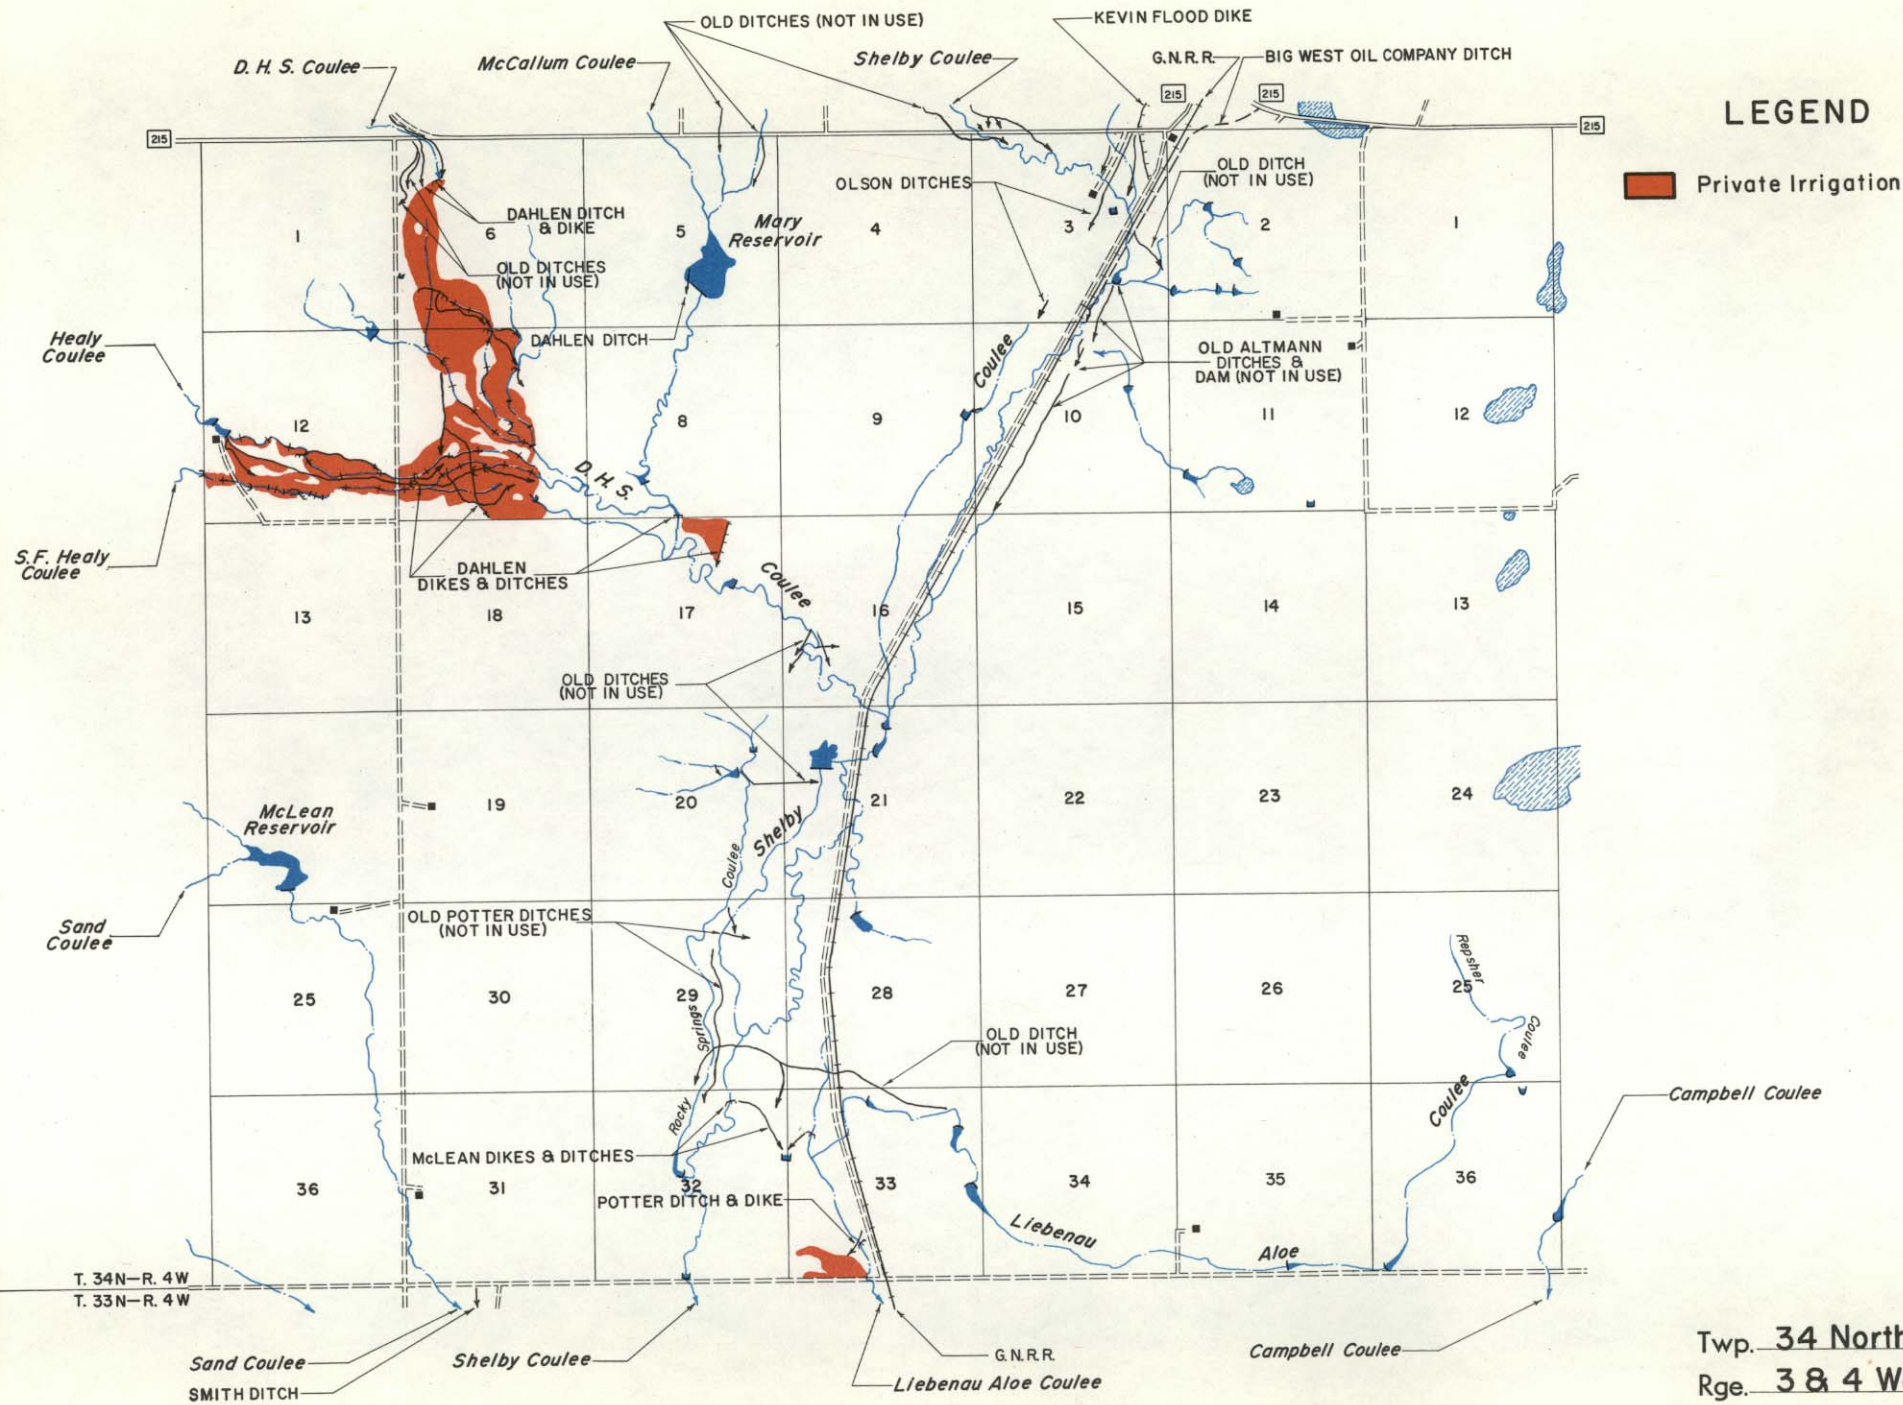 OLD DITCHES (NOT IN USE)
KEVIN FLOOD DIKE
D. H. S. Coulee
McCallum Coulee
Shelby Coulee
G.N.R.R.
BIG WEST OIL COMPANY DITCH
215
215
215
215
LEGEND
Private Irrigation
OLSON DITCHES
OLD DITCH
(NOT IN USE)
DAHLEN DITCH
& DIKE
Mary
Reservoir
1
6
5
4
3
2
1
OLD DITCHES
(NOT IN USE)
DAHLEN DITCH
Healy
Coulee
Coulee
OLD ALTMANN
DITCHES &
DAM (NOT IN USE)
12
8
9
10
11
12
D. H. S.
S.F. Healy
Coulee
DAHLEN
DIKES & DITCHES
Coulee
13
18
17
16
15
14
13
OLD DITCHES
(NOT IN USE)
McLean
Reservoir
19
20
21
22
23
24
Shelby
Coulee
Sand
Coulee
OLD POTTER DITCHES
(NOT IN USE)
Repsher
25
30
29
28
27
26
25
Springs
OLD DITCH
(NOT IN USE)
Coulee
Coulee
Campbell Coulee
Rocky
McLEAN DIKES & DITCHES
36
31
32
33
34
35
36
POTTER DITCH & DIKE
Liebenau
Aloe
T. 34N-R. 4W
T. 33N-R. 4W
Sand Coulee
SMITH DITCH
Shelby Coulee
G.N.R.R.
Liebenau Aloe Coulee
Campbell Coulee
Twp. 34 North
Rge. 3 & 4 W